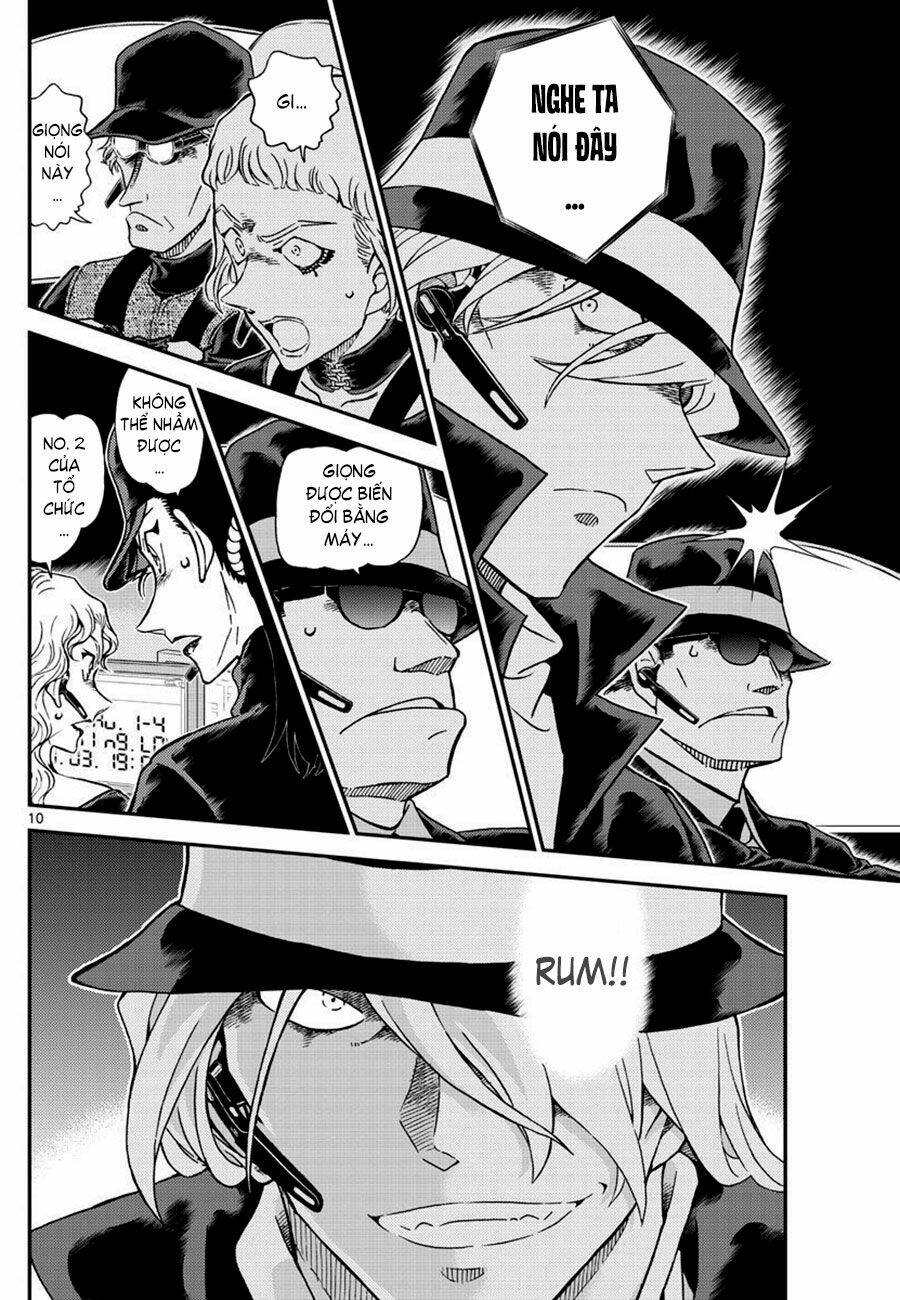 NGHE TA
NÓI ĐÂY
...
GI...
GIỌNG
NÓI NÀY
...
GIỌNG
ĐƯỢC BIẾN
ĐỔI BẰNG
MÁY...
KHÔNG
THỂ NHẦM
ĐƯỢC
...
NO. 2
CỦA
TỔ
CHỨC
...
10
RUM!!